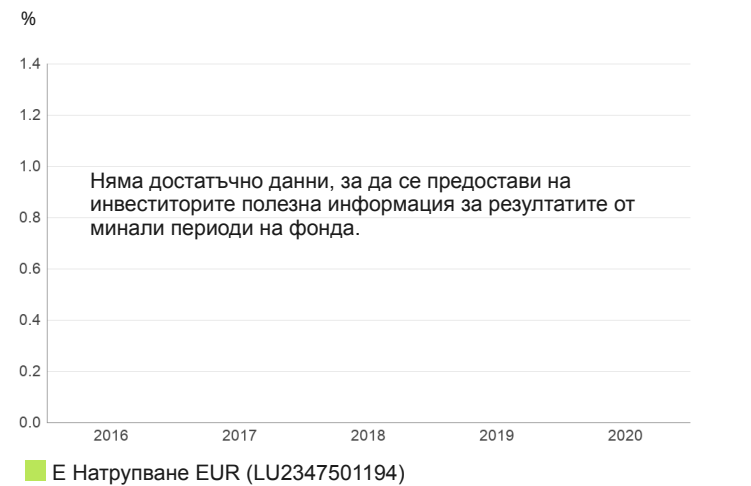 %
1.4
1.2
1.0
Няма достатъчно данни, за да се предостави на
инвеститорите полезна информация за резултатите от
0.8
минали периоди на фонда.
0.6
0.4
0.2
0.0
2016 2017 2018 2019 2020
Е Натрупване EUR (LU2347501194)